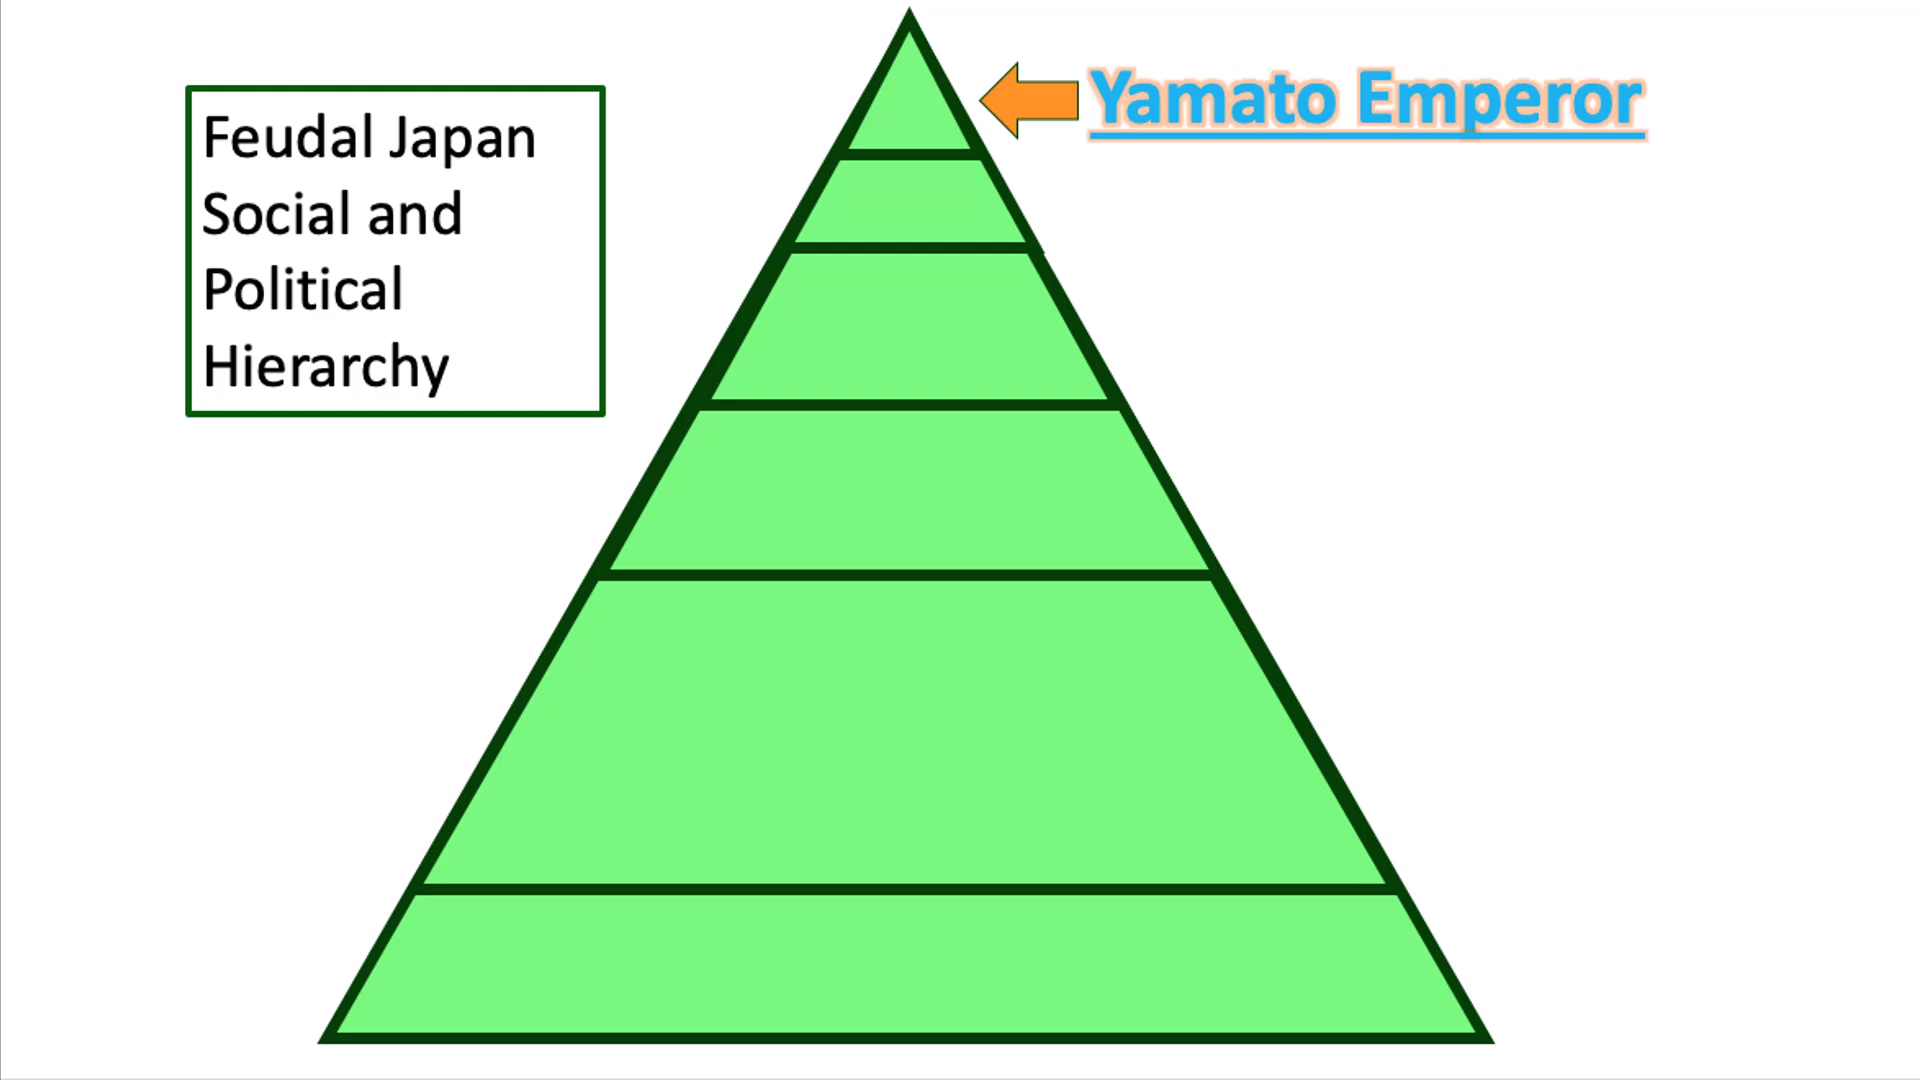 Feudal Japan
Social and
Political
Hierarchy
Yamato Emperor